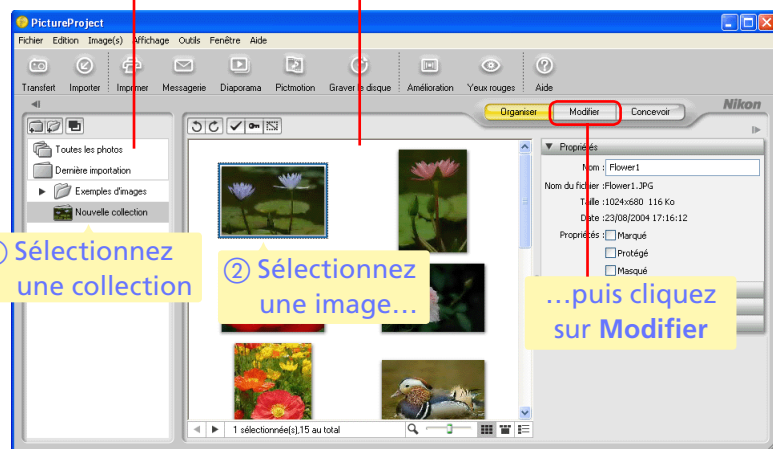 PictureProject
Fichier Edition Image(s) Affichage Outils Fenêtre Aide
Transfert Importer Imprimer Messagerie Diaporama Pictmotion Graver le disque Amélioration Yeux rouges Aide
Organiser Modifier Concevoir Nikon
Toutes les photos
Dernière importation
Exemples d'images
Nouvelle collection
Propriétés
Nom : Flower1
Nom du fichier :Flower1.JPG
Taille :1024x680 116 Ko
Date :23/08/2004 17:16:12
Propriétés : Marqué
Protégé
Masqué
Sélectionnez
une collection
② Sélectionnez
une image…
…puis cliquez
sur Modifier
1 sélectionnée(s),15 au total